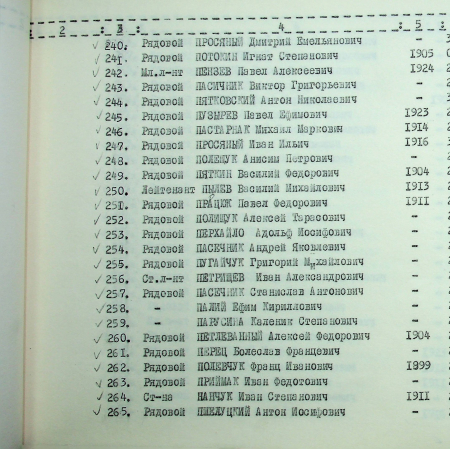 2 : 3 : 4 : 5 :
240. Рядовой ПРОСЯНЫЙ Дмитрий Емельянович -
241. Рядовой ПОТОКИН Игнат Степанович 1905
242. Мл.л-нт ПЕНЗЕВ Павел Алексеевич 1924
243. Рядовой ПАСИЧНИК Виктор Григорьевич -
244. Рядовой ПЯТКОВСКИЙ Антон Николаевич -
245. Рядовой ПУЗЫРЕВ Павел Ефимович 1923
246. Рядовой ПАСТАРНАК Михаил Маркович 1914
247. Рядовой ПРОСЯНЫЙ Иван Ильич 1916
248. Рядовой ПОЛЕЩУК Анисим Петрович -
249. Рядовой ПЯТКИН Василий Федорович 1904
250. Лейтенант ПЫЛЕВ Василий Михайлович 1913
251. Рядовой ПРАЦЮК Павел Федорович 1911
252. Рядовой ПОЛИЩУК Алексей Тарасович -
253. Рядовой ПЕРХАЙЛО Адольф Иосифович -
254. Рядовой ПАСЕЧНИК Андрей Яковлевич -
255. Рядовой ПУГАЙЧУК Григорий Михайлович -
256. Ст.л-нт ПЕТРИЩЕВ Иван Александрович -
257. Рядовой ПАСЕЧНИК Станислав Антонович -
258. - ПАЛИЙ Ефим Кириллович -
259. - ПАРУСИНА Каленик Степанович -
260. Рядовой ПЕТЛЕВАННЫЙ Алексей Федорович 1904
261. Рядовой ПЕРЕЦ Болеслав Францевич -
262. Рядовой ПОЛЕВЧУК Франц Иванович 1899
263. Рядовой ПРИЙМАК Иван Федотович -
264. Ст-на ПАНЧУК Иван Степанович 1911
265. Рядовой ПШЕЛУЦКИЙ Антон Иосифович -